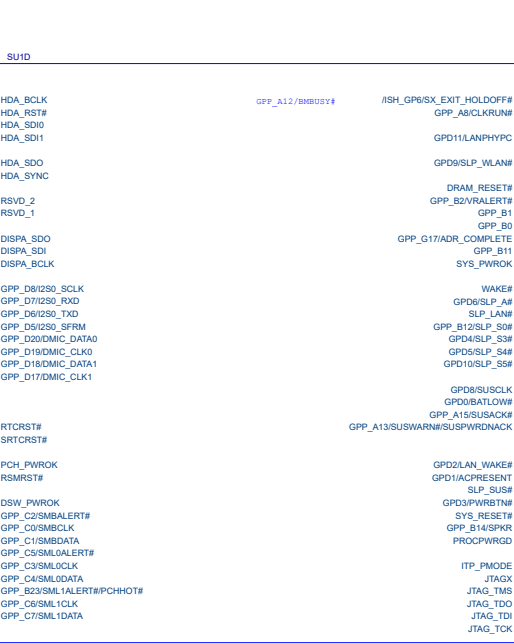 SU1D
HDA_BCLK GPP_A12/BMBUSY# /ISH_GP6/SX_EXIT_HOLDOFF#
HDA_RST# GPP_A8/CLKRUN#
HDA_SDI0
HDA_SDI1 GPD11/LANPHYPC
HDA_SDO GPD9/SLP_WLAN#
HDA_SYNC
DRAM_RESET#
RSVD_2 GPP_B2/VRALERT#
RSVD_1 GPP_B1
GPP_B0
DISPA_SDO GPP_G17/ADR_COMPLETE
DISPA_SDI GPP_B11
DISPA_BCLK SYS_PWROK
GPP_D8/I2S0_SCLK WAKE#
GPP_D7/I2S0_RXD GPD6/SLP_A#
GPP_D6/I2S0_TXD SLP_LAN#
GPP_D5/I2S0_SFRM GPP_B12/SLP_S0#
GPP_D20/DMIC_DATA0 GPD4/SLP_S3#
GPP_D19/DMIC_CLK0 GPD5/SLP_S4#
GPP_D18/DMIC_DATA1 GPD10/SLP_S5#
GPP_D17/DMIC_CLK1
GPD8/SUSCLK
GPD0/BATLOW#
GPP_A15/SUSACK#
RTCRST# GPP_A13/SUSWARN#/SUSPWRDNACK
SRTCRST#
PCH_PWROK GPD2/LAN_WAKE#
RSMRST# GPD1/ACPRESENT
SLP_SUS#
DSW_PWROK GPD3/PWRBTN#
GPP_C2/SMBALERT# SYS_RESET#
GPP_C0/SMBCLK GPP_B14/SPKR
GPP_C1/SMBDATA PROCPWRGD
GPP_C5/SML0ALERT#
GPP_C3/SML0CLK ITP_PMODE
GPP_C4/SML0DATA JTAGX
GPP_B23/SML1ALERT#/PCHHOT# JTAG_TMS
GPP_C6/SML1CLK JTAG_TDO
GPP_C7/SML1DATA JTAG_TDI
JTAG_TCK